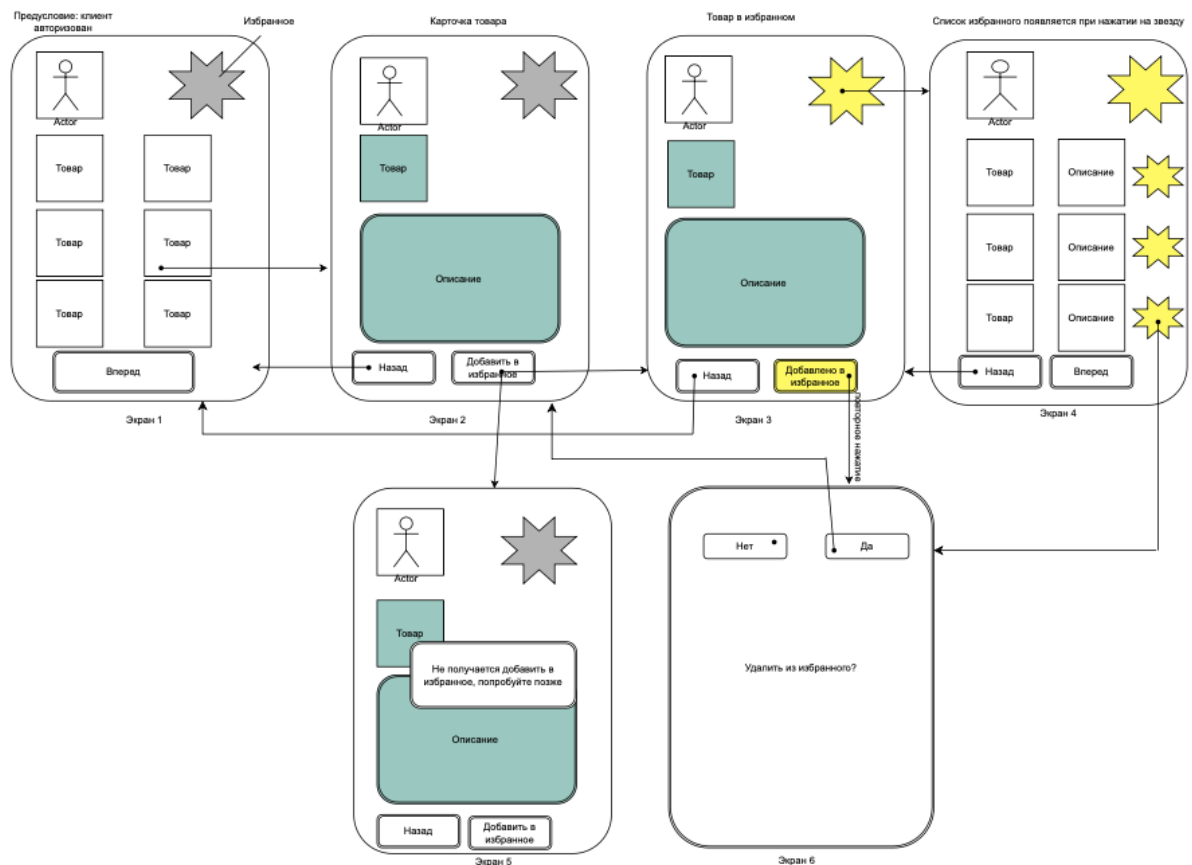 Предусловие: клиент
авторизован
Избранное
Карточка товара
Товар в избранном
Список избранного появляется при нажатии на звезду
Actor
Товар
Товар
Товар
Товар
Товар
Товар
Вперед
Экран 1
Actor
Товар
Описание
Назад
Добавить в
избранное
Экран 2
Actor
Товар
Описание
Назад
Добавлено в
избранное
Экран 3
повторное нажатие
Actor
Товар
Описание
Товар
Описание
Товар
Описание
Назад
Вперед
Экран 4
Actor
Товар
Не получается добавить в
избранное, попробуйте позже
Описание
Назад
Добавить в
избранное
Экран 5
Нет
Да
Удалить из избранного?
Экран 6